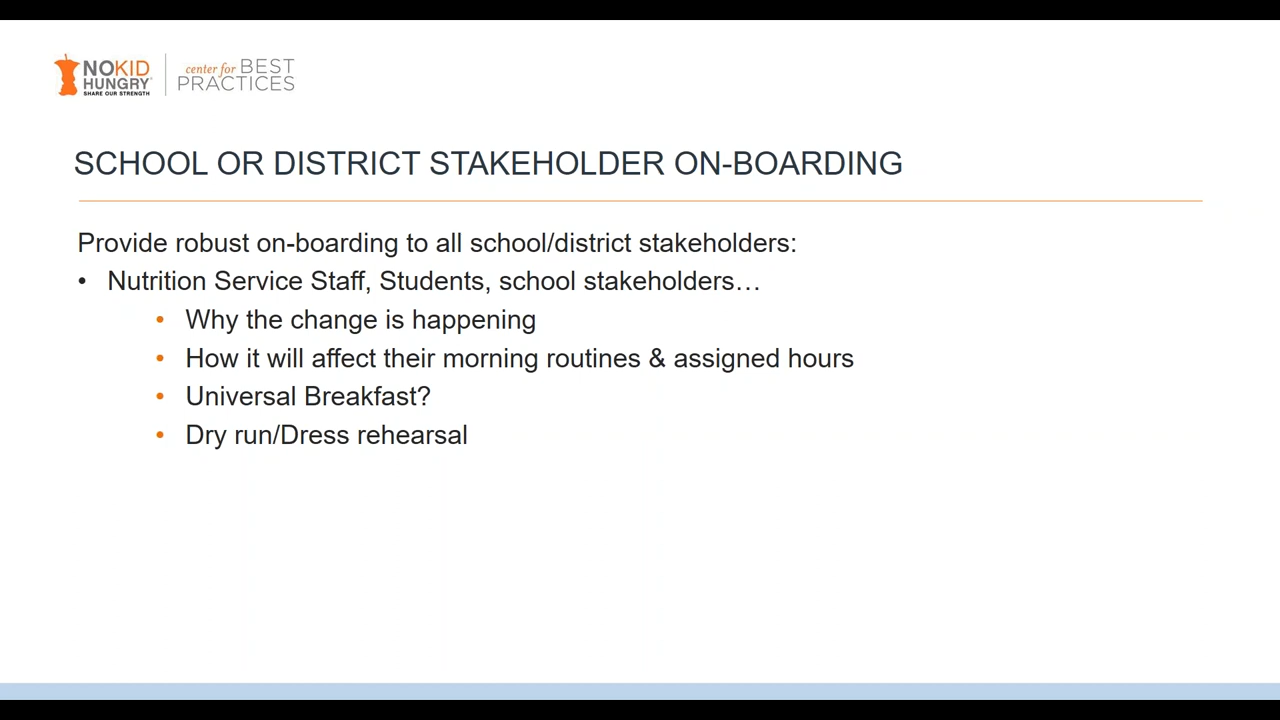 NOKID HUNGRY®
SHARE OUR STRENGTH
center for BEST
PRACTICES
SCHOOL OR DISTRICT STAKEHOLDER ON-BOARDING
Provide robust on-boarding to all school/district stakeholders:
• Nutrition Service Staff, Students, school stakeholders…
• Why the change is happening
• How it will affect their morning routines & assigned hours
• Universal Breakfast?
• Dry run/Dress rehearsal